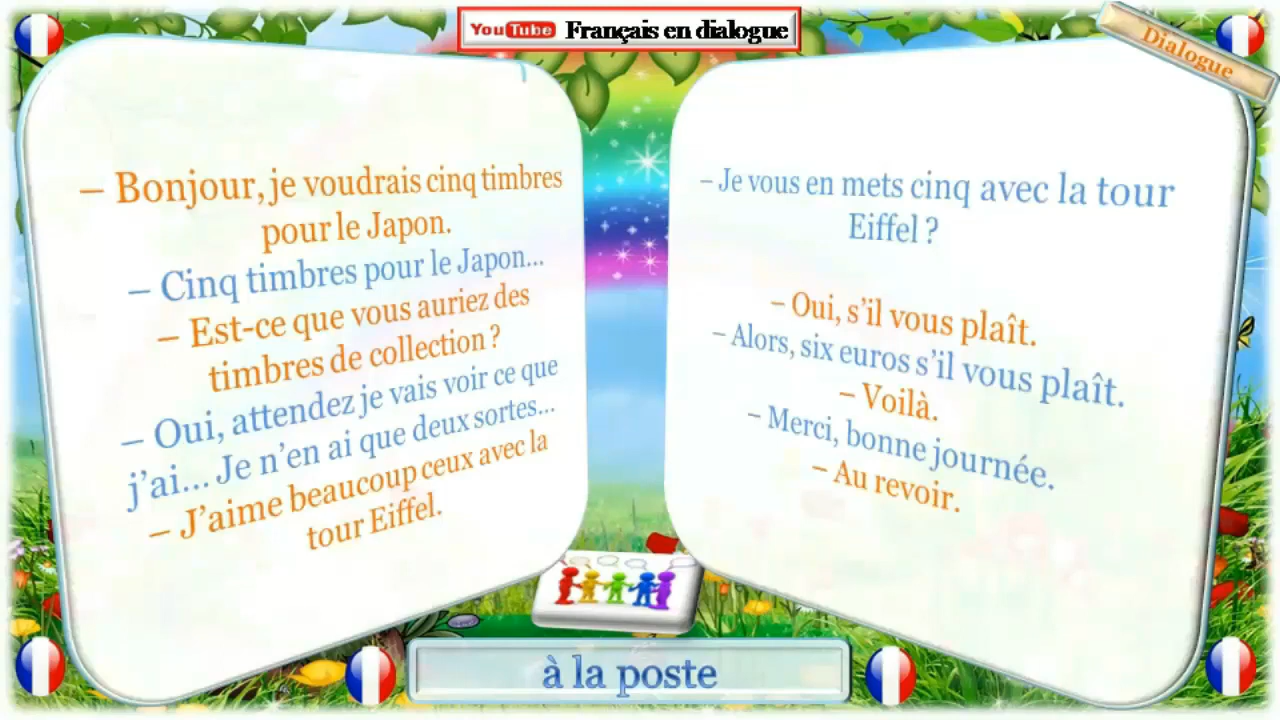 YouTube Français en dialogue
Dialogue
– Bonjour, je voudrais cinq timbres
pour le Japon.
– Cinq timbres pour le Japon...
– Est-ce que vous auriez des
timbres de collection ?
– Oui, attendez je vais voir ce que
j’ai... Je n’en ai que deux sortes...
– J’aime beaucoup ceux avec la
tour Eiffel.
– Je vous en mets cinq avec la tour
Eiffel ?
– Oui, s’il vous plaît.
– Alors, six euros s’il vous plaît.
– Voilà.
– Merci, bonne journée.
– Au revoir.
à la poste